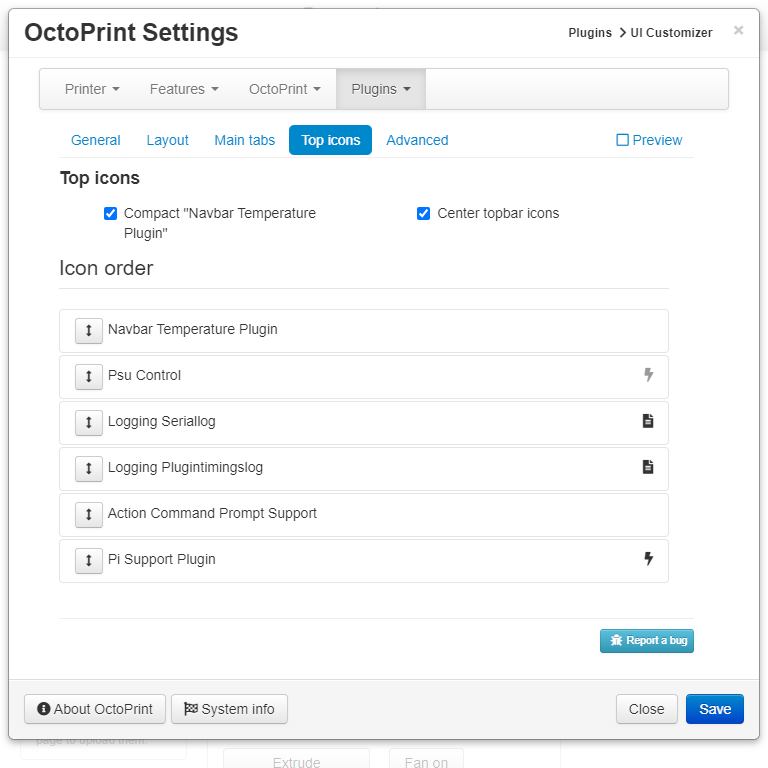 OctoPrint Settings
Plugins > UI Customizer ×
Printer Features OctoPrint Plugins
General Layout Main tabs Top icons Advanced Preview
Top icons
Compact "Navbar Temperature
Plugin"
Center topbar icons
Icon order
Navbar Temperature Plugin
Psu Control
Logging Seriallog
Logging Plugintimingslog
Action Command Prompt Support
Pi Support Plugin
Report a bug
About OctoPrint System info Close Save
page to upload them.
Extrude Fan on